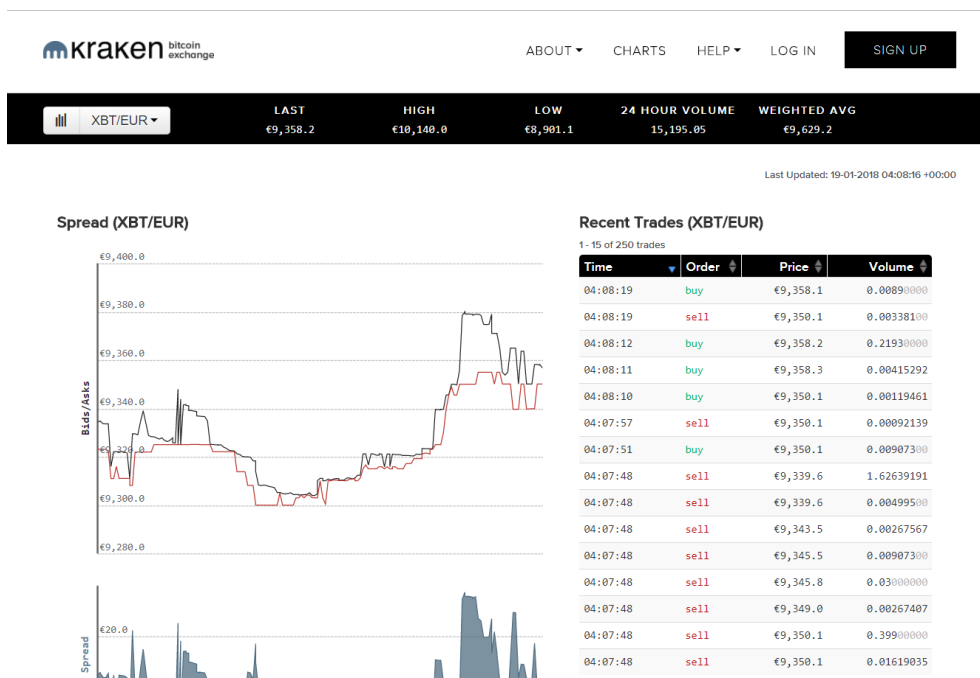 kraken bitcoin exchange
ABOUT CHARTS HELP LOG IN SIGN UP
XBT/EUR
LAST HIGH LOW 24 HOUR VOLUME WEIGHTED AVG
€9,358.2 €10,140.0 €8,901.1 15,195.05 €9,629.2
Last Updated: 19-01-2018 04:08:16 +00:00
Spread (XBT/EUR)
€9,400.0
€9,380.0
€9,360.0
€9,340.0
€9,320.0
€9,300.0
€9,280.0
Bids/Asks
€20.0
Spread
Recent Trades (XBT/EUR)
1 - 15 of 250 trades
Time Order Price Volume
04:08:19 buy €9,358.1 0.00890000
04:08:19 sell €9,350.1 0.00338100
04:08:12 buy €9,358.2 0.21930000
04:08:11 buy €9,358.3 0.00415292
04:08:10 buy €9,350.1 0.00119461
04:07:57 sell €9,350.1 0.00092139
04:07:51 buy €9,350.1 0.00907300
04:07:48 sell €9,339.6 1.62639191
04:07:48 sell €9,339.6 0.00499500
04:07:48 sell €9,343.5 0.00267567
04:07:48 sell €9,345.5 0.00907300
04:07:48 sell €9,345.8 0.03000000
04:07:48 sell €9,349.0 0.00267407
04:07:48 sell €9,350.1 0.39900000
04:07:48 sell €9,350.1 0.01619035